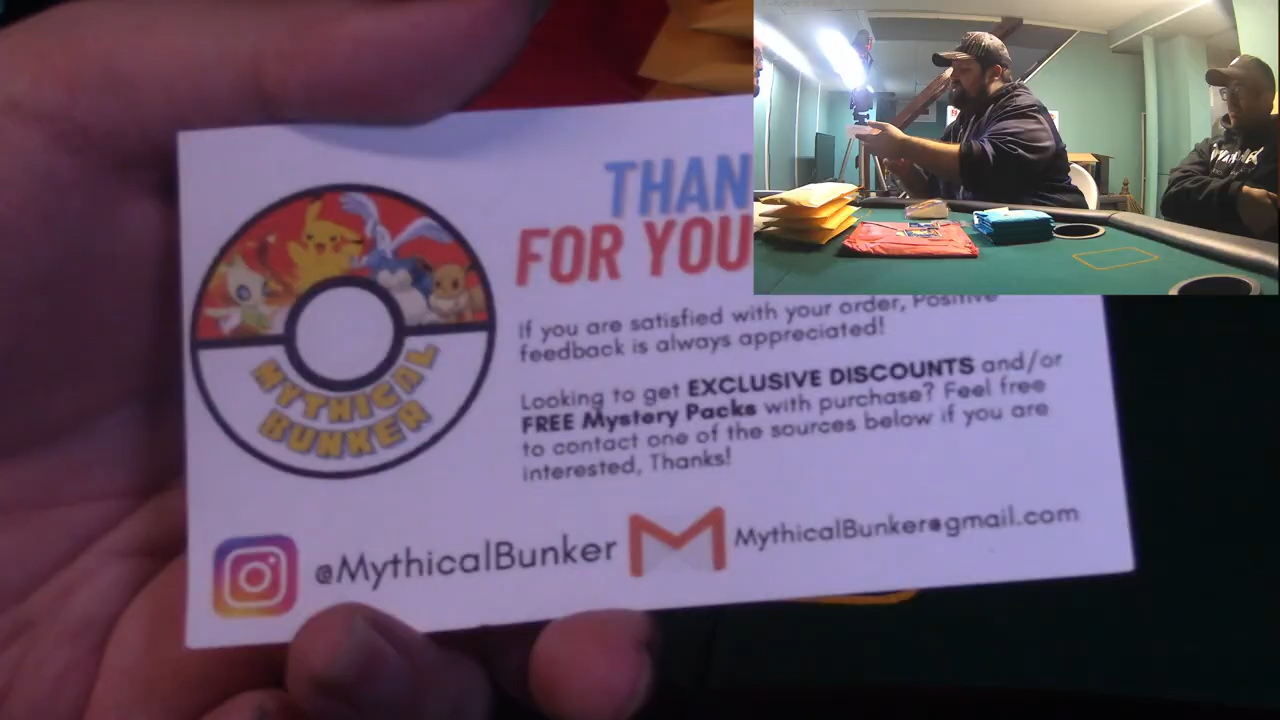 THAN
FOR YOU
If you are satisfied with your order, Positive
feedback is always appreciated!
Looking to get EXCLUSIVE DISCOUNTS and/or
FREE Mystery Packs with purchase? Feel free
to contact one of the sources below if you are
interested, Thanks!
MYTHICAL
BUNKER
@MythicalBunker
MythicalBunker@gmail.com